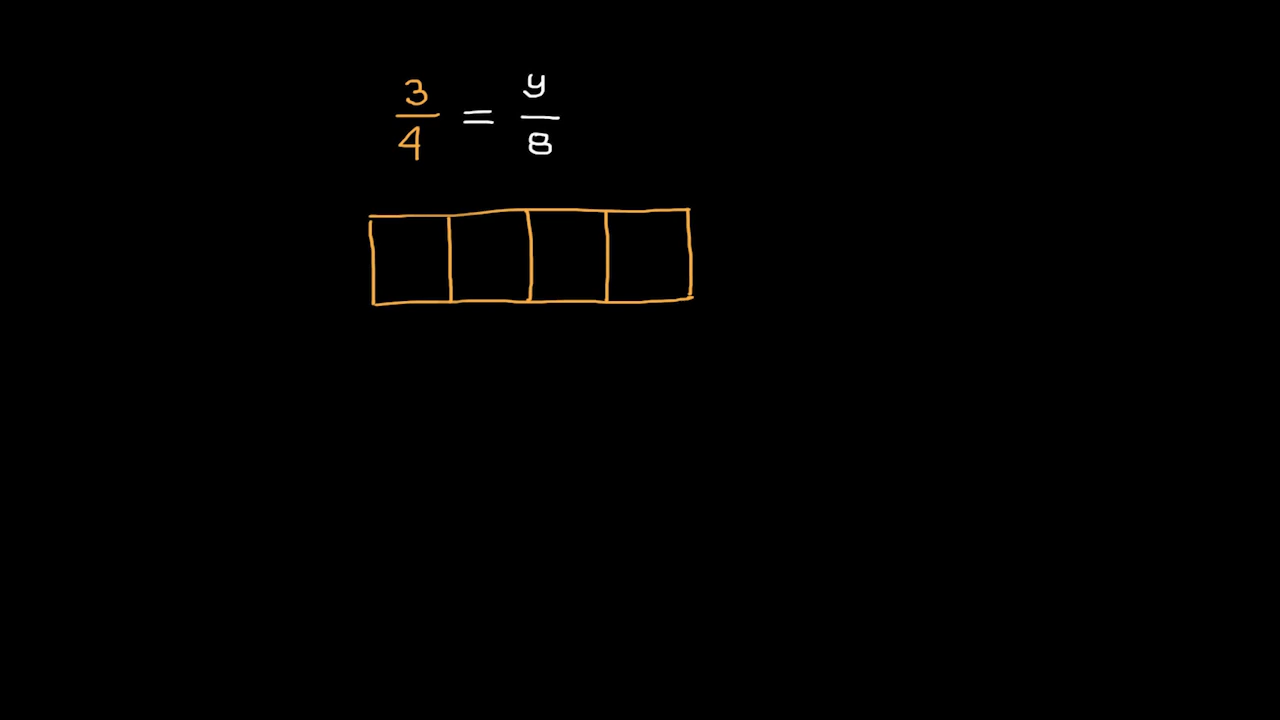 3/4 = y/8